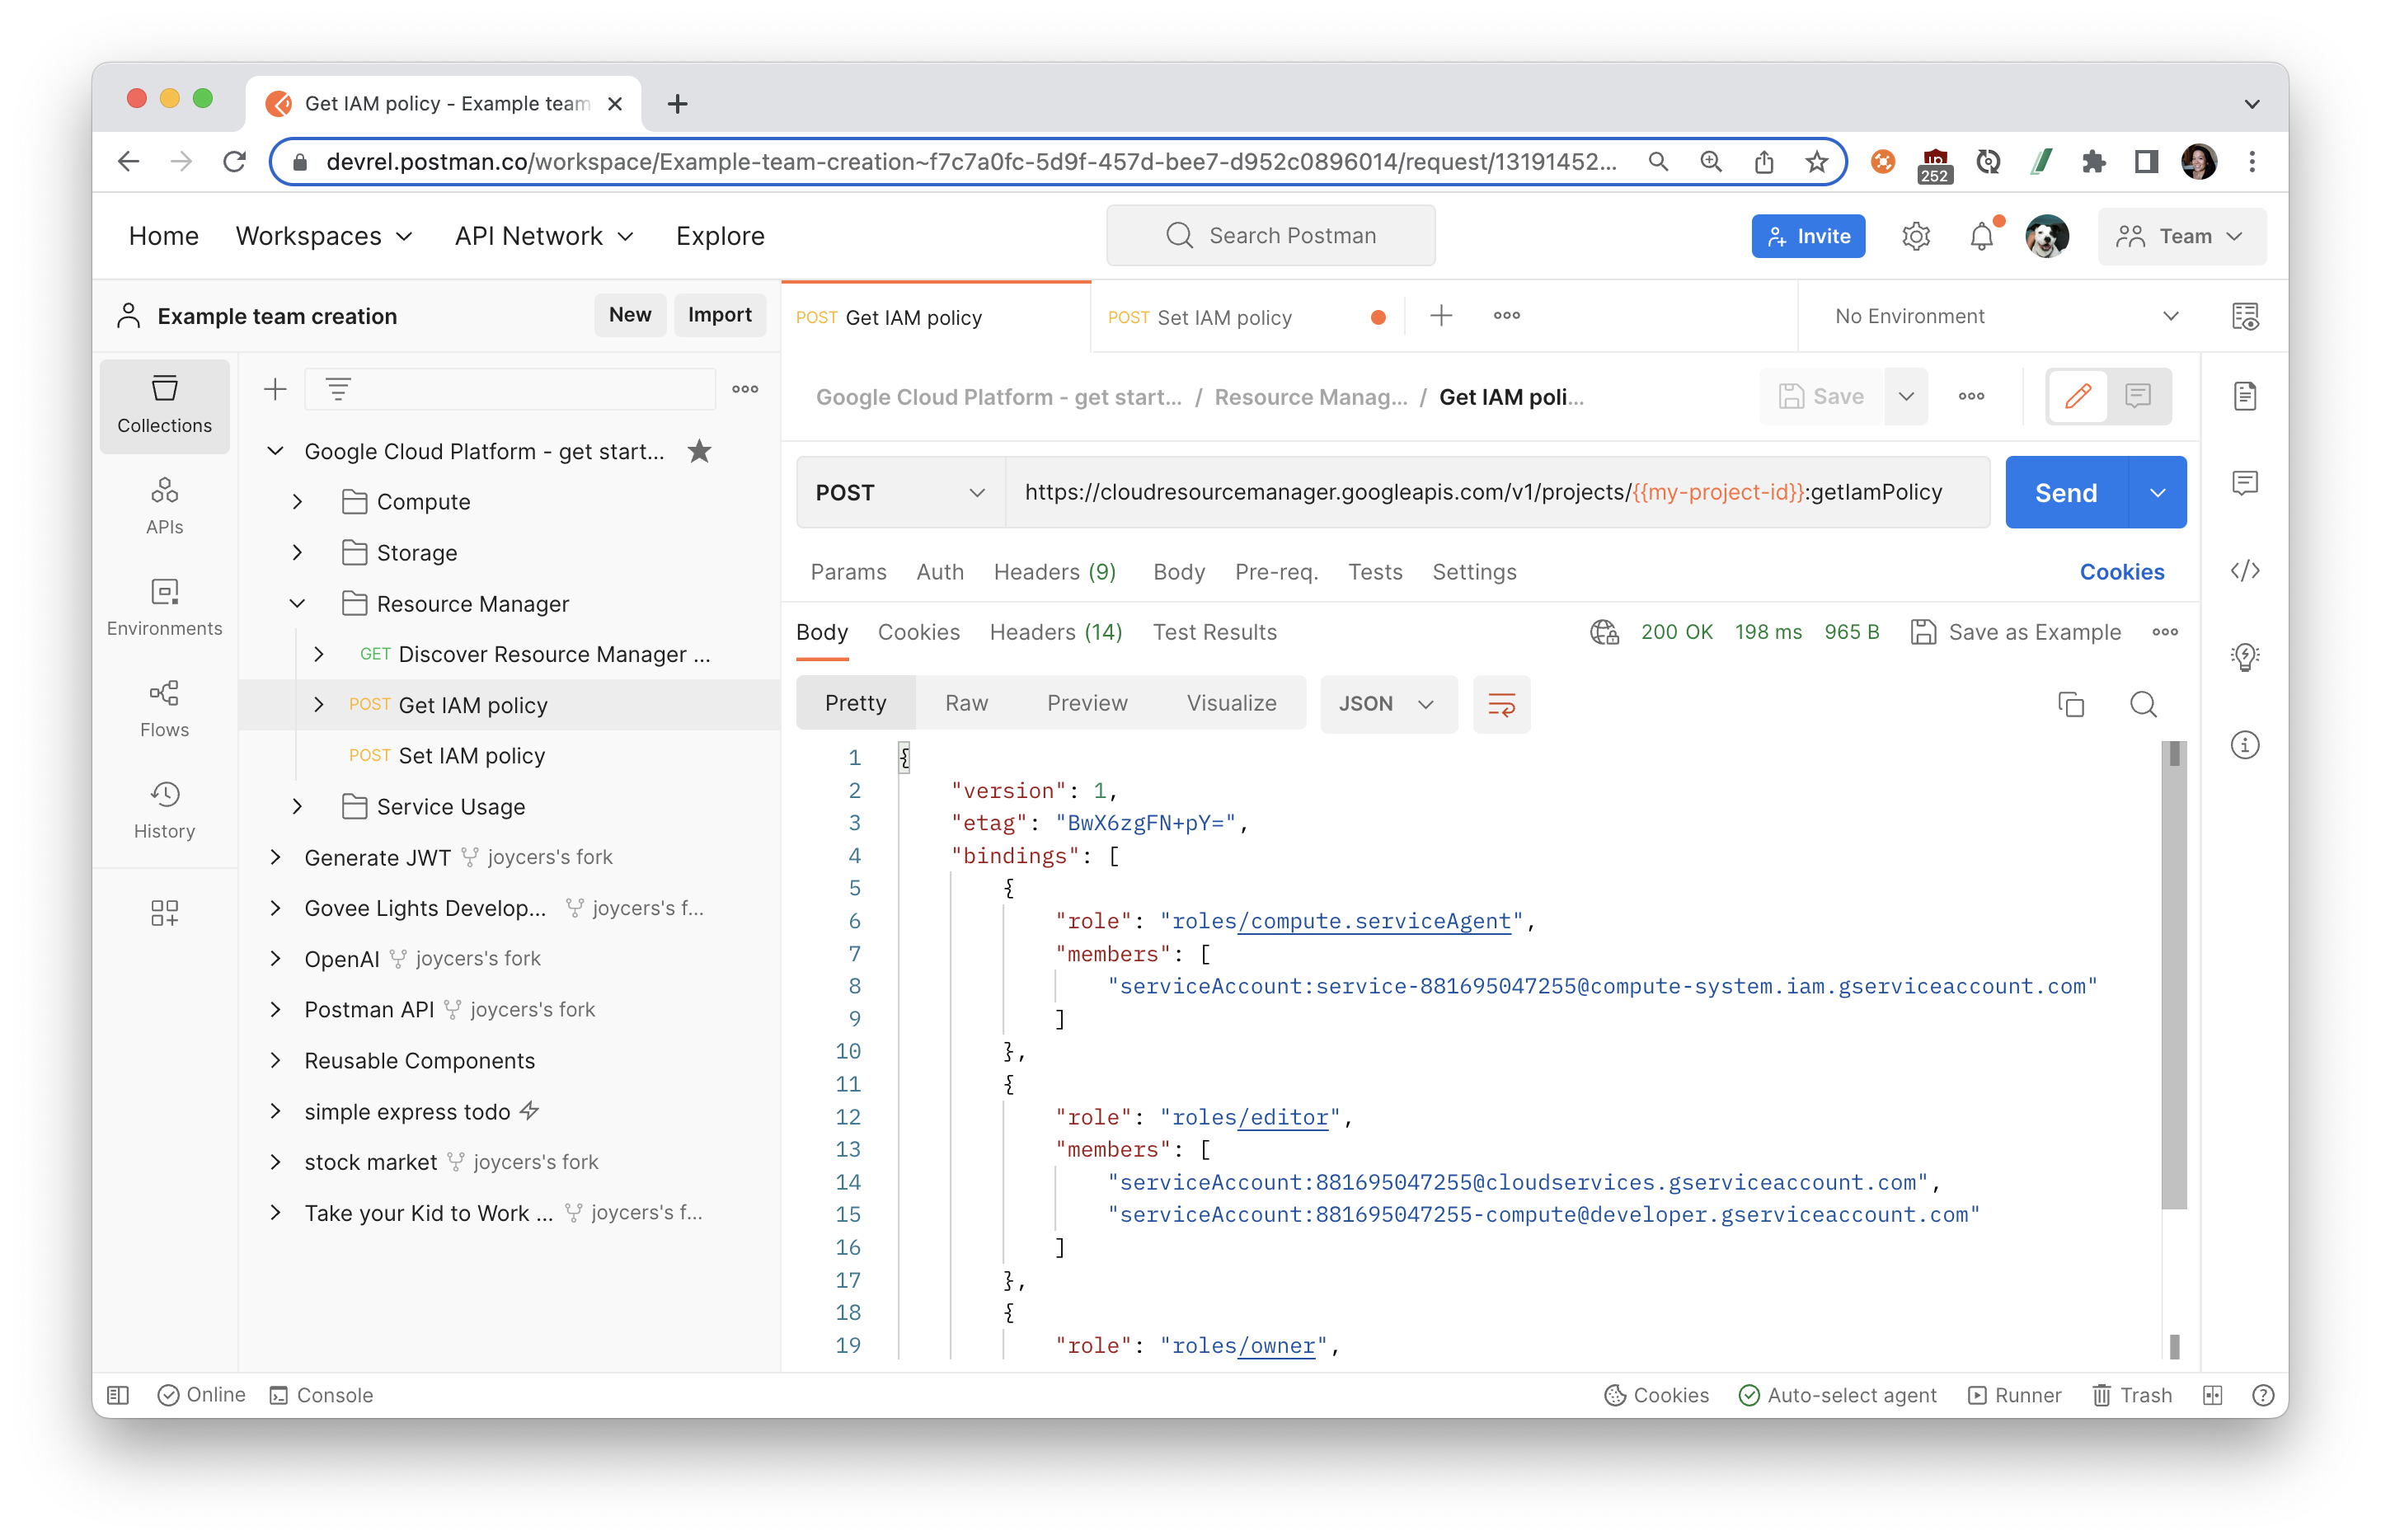 Get IAM policy - Example team
devrel.postman.co/workspace/Example-team-creation~f7c7a0fc-5d9f-457d-bee7-d952c0896014/request/13191452...
252
Home
Workspaces
API Network
Explore
Search Postman
Invite
Team
Example team creation
New
Import
POST Get IAM policy
POST Set IAM policy
No Environment
Collections
APIs
Environments
Flows
History
Google Cloud Platform - get start...
Compute
Storage
Resource Manager
GET Discover Resource Manager ...
POST Get IAM policy
POST Set IAM policy
Service Usage
Generate JWT joycers's fork
Govee Lights Develop... joycers's f...
OpenAI joycers's fork
Postman API joycers's fork
Reusable Components
simple express todo
stock market joycers's fork
Take your Kid to Work ... joycers's f...
Google Cloud Platform - get start... / Resource Manag... / Get IAM poli...
Save
POST
https://cloudresourcemanager.googleapis.com/v1/projects/{{my-project-id}}:getIamPolicy
Send
Params Auth Headers (9) Body Pre-req. Tests Settings
Cookies
Body Cookies Headers (14) Test Results
200 OK 198 ms 965 B Save as Example
Pretty Raw Preview Visualize JSON
1 {
2 "version": 1,
3 "etag": "BwX6zgFN+pY=",
4 "bindings": [
5 {
6 "role": "roles/compute.serviceAgent",
7 "members": [
8 "serviceAccount:service-881695047255@compute-system.iam.gserviceaccount.com"
9 ]
10 },
11 {
12 "role": "roles/editor",
13 "members": [
14 "serviceAccount:881695047255@cloudservices.gserviceaccount.com",
15 "serviceAccount:881695047255-compute@developer.gserviceaccount.com"
16 ]
17 },
18 {
19 "role": "roles/owner",
Online
Console
Cookies
Auto-select agent
Runner
Trash